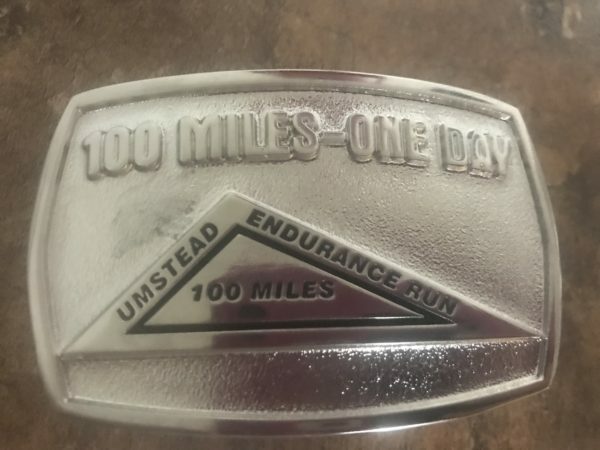 100 MILES-ONE DAY
UMSTEAD ENDURANCE RUN
100 MILES